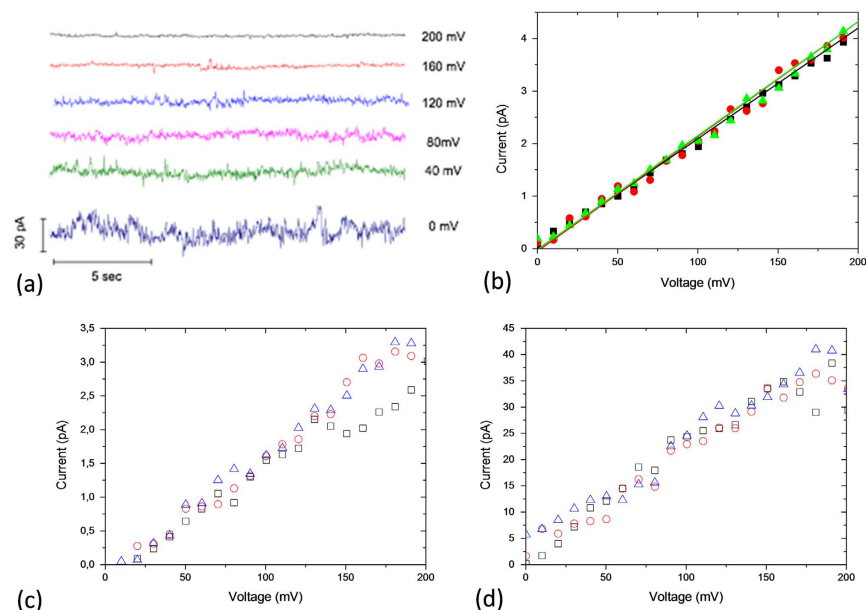 200 mV
160 mV
120 mV
80mV
40 mV
0 mV
30 pA
5 sec
(a)
4
3
2
1
0
Current (pA)
0 50 100 150 200
Voltage (mV)
(b)
3,5
3,0
2,5
2,0
1,5
1,0
0,5
0,0
Current (pA)
0 50 100 150 200
Voltage (mV)
(c)
45
40
35
30
25
20
15
10
5
0
Current (pA)
0 50 100 150 200
Voltage (mV)
(d)